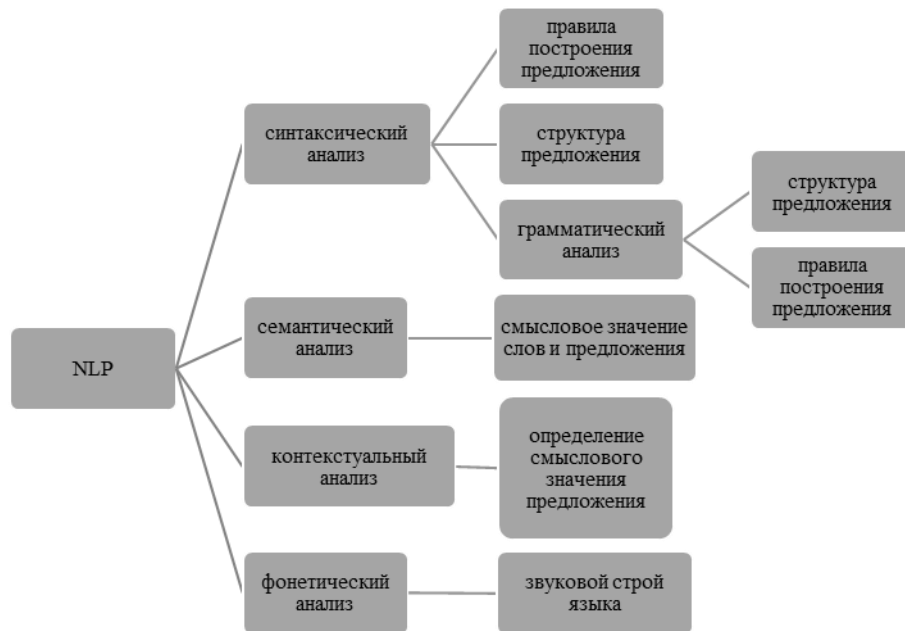 NLP
синтаксический
анализ
правила
построения
предложения
структура
предложения
грамматический
анализ
структура
предложения
правила
построения
предложения
семантический
анализ
смысловое значение
слов и предложения
контекстуальный
анализ
определение
смыслового
значения
предложения
фонетический
анализ
звуковой строй
языка